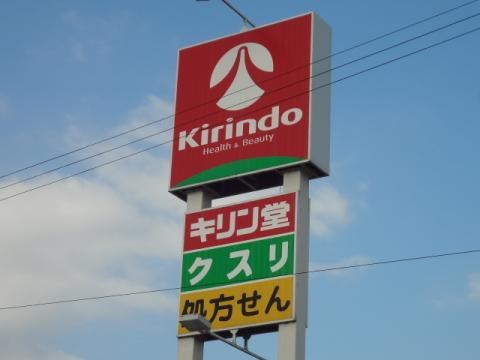 Kirindo
Health & Beauty
キリン堂
クスリ
処方せん